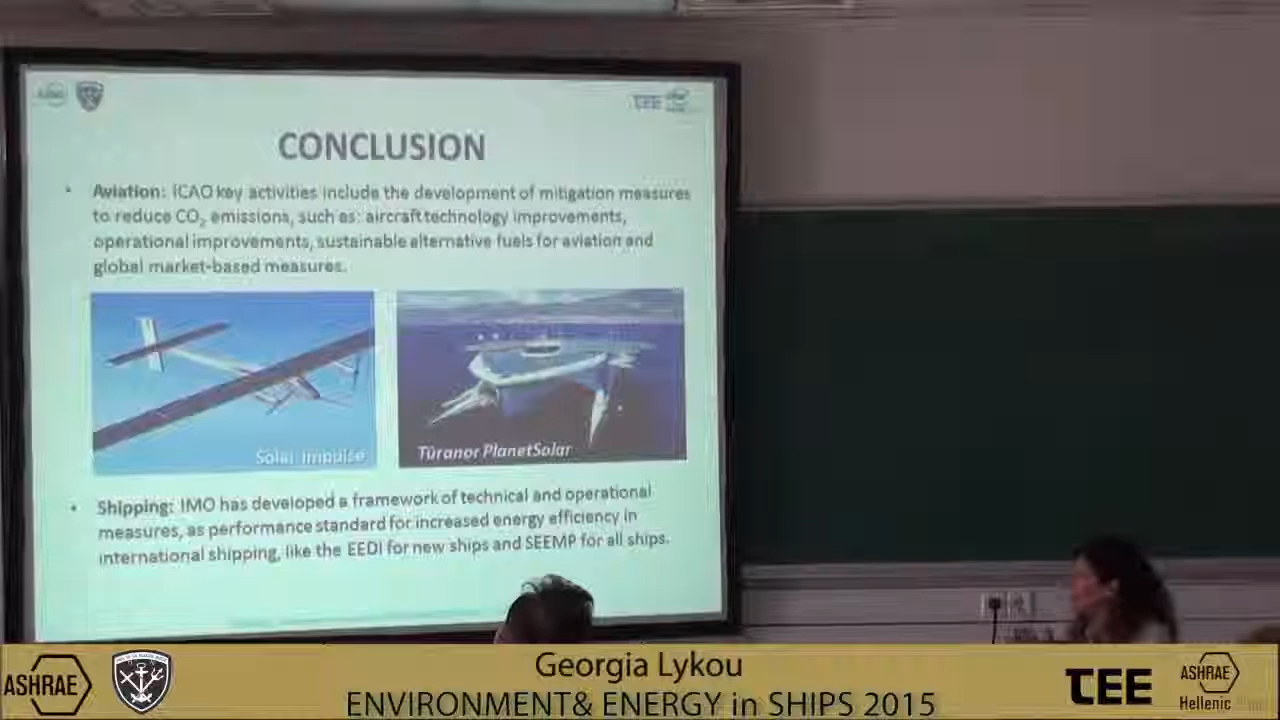 TEE
CONCLUSION
• Aviation: ICAO key activities include the development of mitigation measures
to reduce CO₂ emissions, such as: aircraft technology improvements,
operational improvements, sustainable alternative fuels for aviation and
global market-based measures.
Solar Impulse
Tûranor PlanetSolar
• Shipping: IMO has developed a framework of technical and operational
measures, as performance standard for increased energy efficiency in
international shipping, like the EEDI for new ships and SEEMP for all ships.
ASHRAE
Georgia Lykou
ENVIRONMENT& ENERGY in SHIPS 2015
TEE
ASHRAE
Hellenic